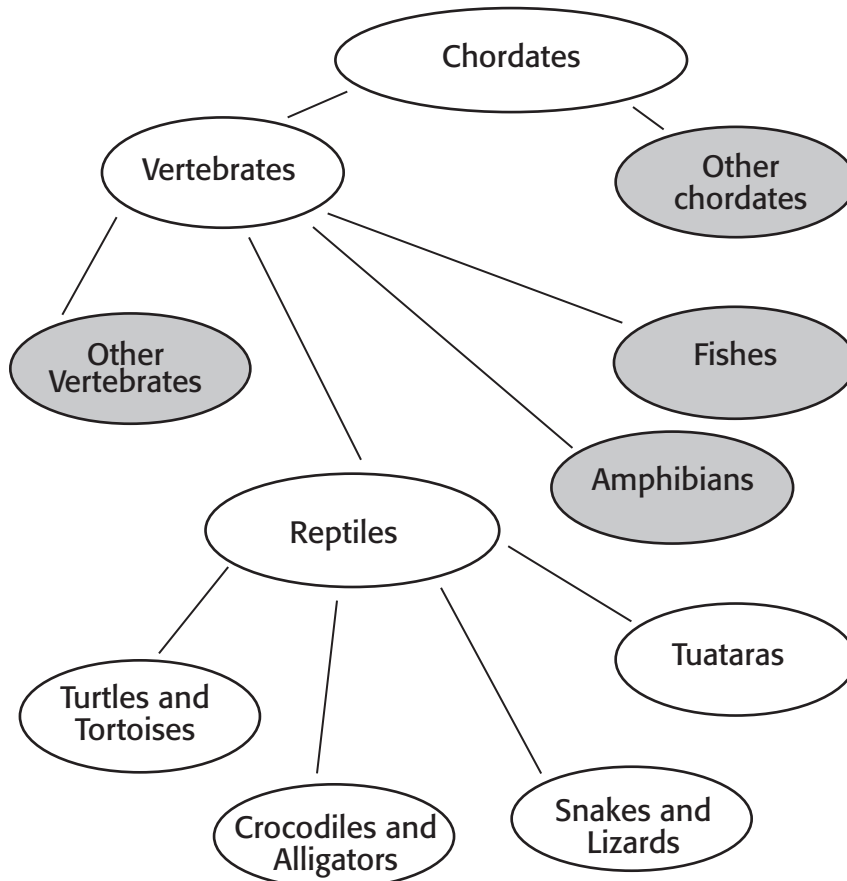 Chordates
Vertebrates
Other
chordates
Other
Vertebrates
Fishes
Amphibians
Reptiles
Tuataras
Turtles and
Tortoises
Crocodiles and
Alligators
Snakes and
Lizards